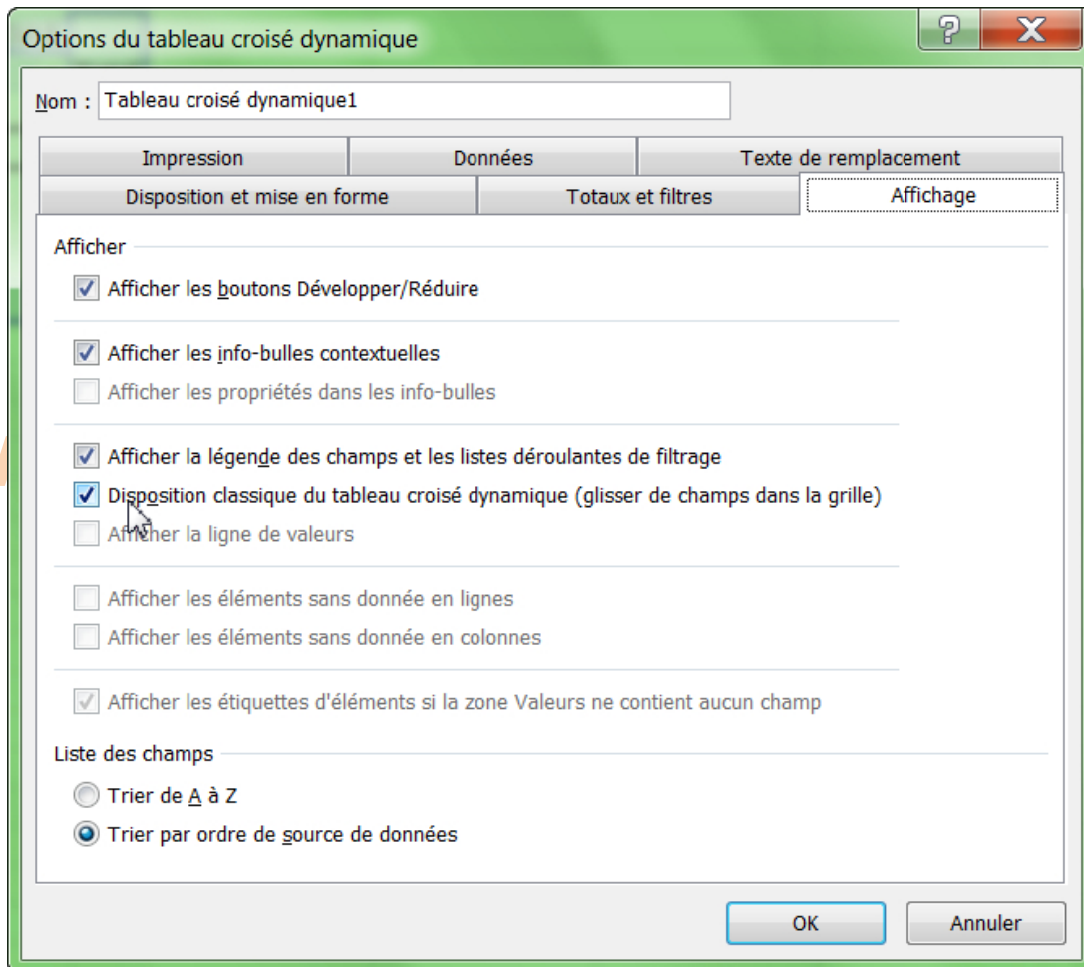 Options du tableau croisé dynamique
Nom : Tableau croisé dynamique1
Impression Données Texte de remplacement
Disposition et mise en forme Totaux et filtres Affichage
Afficher
Afficher les boutons Développer/Réduire
Afficher les info-bulles contextuelles
Afficher les propriétés dans les info-bulles
Afficher la légende des champs et les listes déroulantes de filtrage
Disposition classique du tableau croisé dynamique (glisser de champs dans la grille)
Afficher la ligne de valeurs
Afficher les éléments sans donnée en lignes
Afficher les éléments sans donnée en colonnes
Afficher les étiquettes d'éléments si la zone Valeurs ne contient aucun champ
Liste des champs
Trier de A à Z
Trier par ordre de source de données
OK Annuler